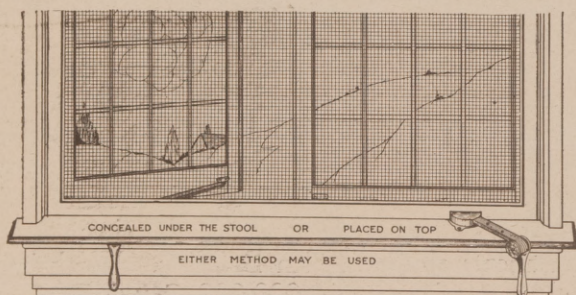 CONCEALED UNDER THE STOOL OR PLACED ON TOP
EITHER METHOD MAY BE USED